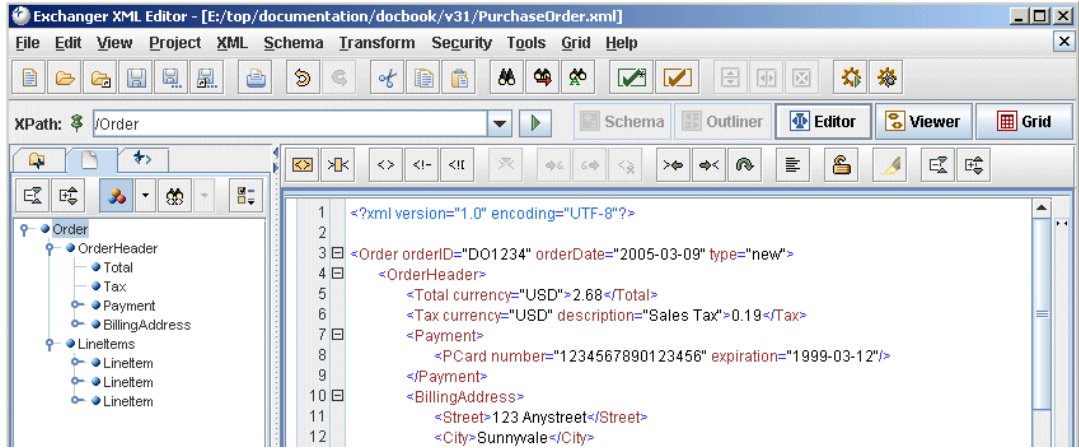 Exchanger XML Editor - [E:/top/documentation/docbook/v31/PurchaseOrder.xml]
File Edit View Project XML Schema Transform Security Tools Grid Help
XPath: /Order Schema Outliner Editor Viewer Grid
Order
OrderHeader
Total
Tax
Payment
BillingAddress
LineItems
LineItem
LineItem
LineItem
1 <?xml version="1.0" encoding="UTF-8"?>
2
3 <Order orderID="DO1234" orderDate="2005-03-09" type="new">
4 <OrderHeader>
5 <Total currency="USD">2.68</Total>
6 <Tax currency="USD" description="Sales Tax">0.19</Tax>
7 <Payment>
8 <PCard number="1234567890123456" expiration="1999-03-12"/>
9 </Payment>
10 <BillingAddress>
11 <Street>123 Anystreet</Street>
12 <City>Sunnyvale</City>